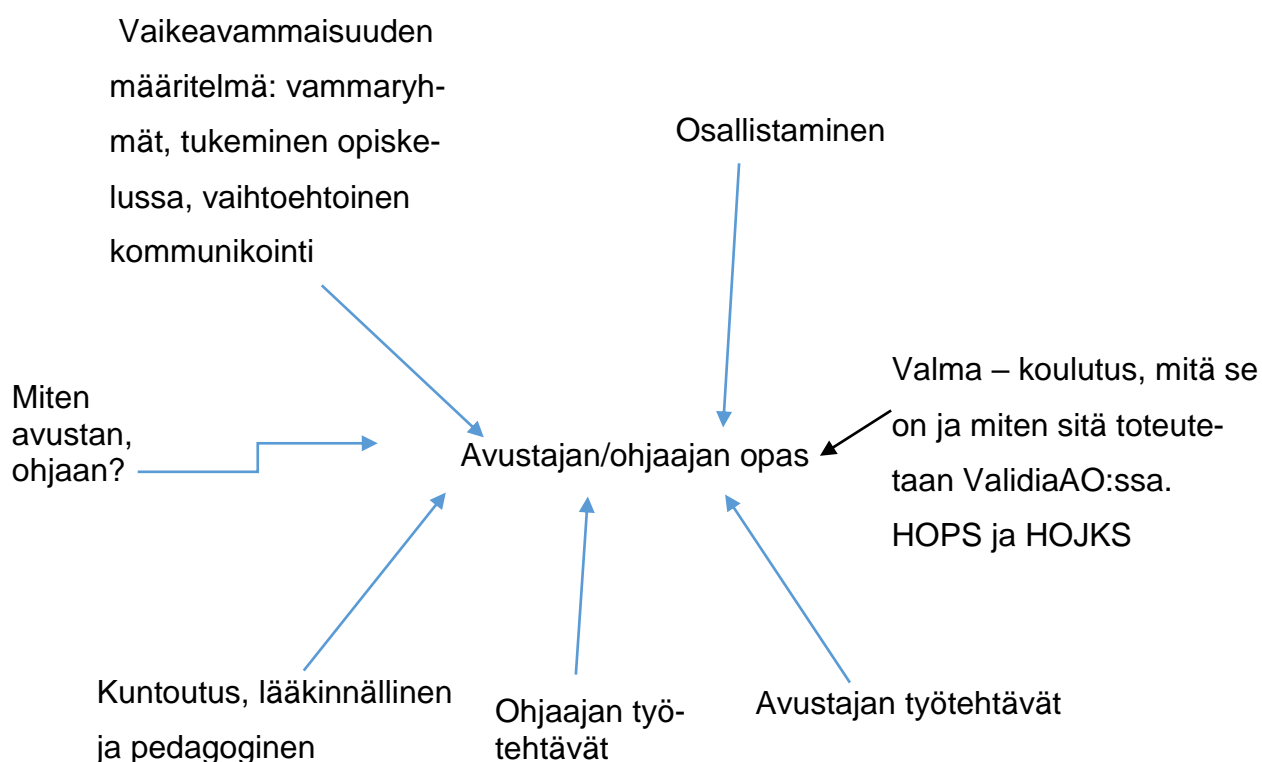 Vaikeavammaisuuden
määritelmä: vammaryh-
mät, tukeminen opiske-
lussa, vaihtoehtoinen
kommunikointi
Osallistaminen
Miten
avustan,
ohjaan?
Avustajan/ohjaajan opas
Valma – koulutus, mitä se
on ja miten sitä toteute-
taan ValidiaAO:ssa.
HOPS ja HOJKS
Kuntoutus, lääkinnällinen
ja pedagoginen
Ohjaajan työ-
tehtävät
Avustajan työtehtävät